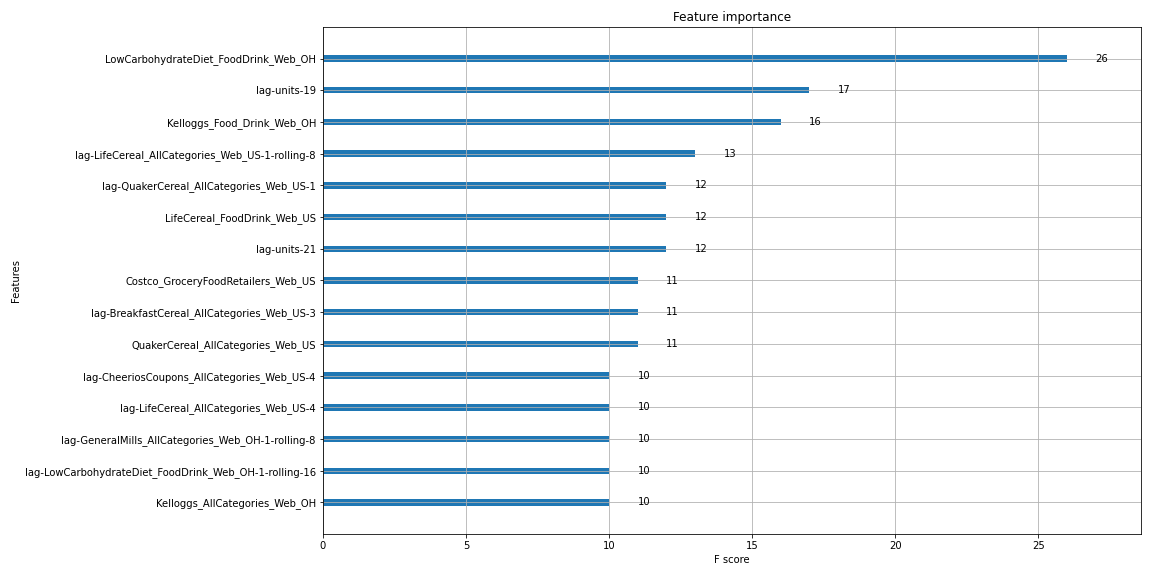 Feature importance
LowCarbohydrateDiet_FoodDrink_Web_OH 26
lag-units-19 17
Kelloggs_Food_Drink_Web_OH 16
lag-LifeCereal_AllCategories_Web_US-1-rolling-8 13
lag-QuakerCereal_AllCategories_Web_US-1 12
LifeCereal_FoodDrink_Web_US 12
lag-units-21 12
Costco_GroceryFoodRetailers_Web_US 11
lag-BreakfastCereal_AllCategories_Web_US-3 11
QuakerCereal_AllCategories_Web_US 11
lag-CheeriosCoupons_AllCategories_Web_US-4 10
lag-LifeCereal_AllCategories_Web_US-4 10
lag-GeneralMills_AllCategories_Web_OH-1-rolling-8 10
lag-LowCarbohydrateDiet_FoodDrink_Web_OH-1-rolling-16 10
Kelloggs_AllCategories_Web_OH 10
Features
0 5 10 15 20 25
F score